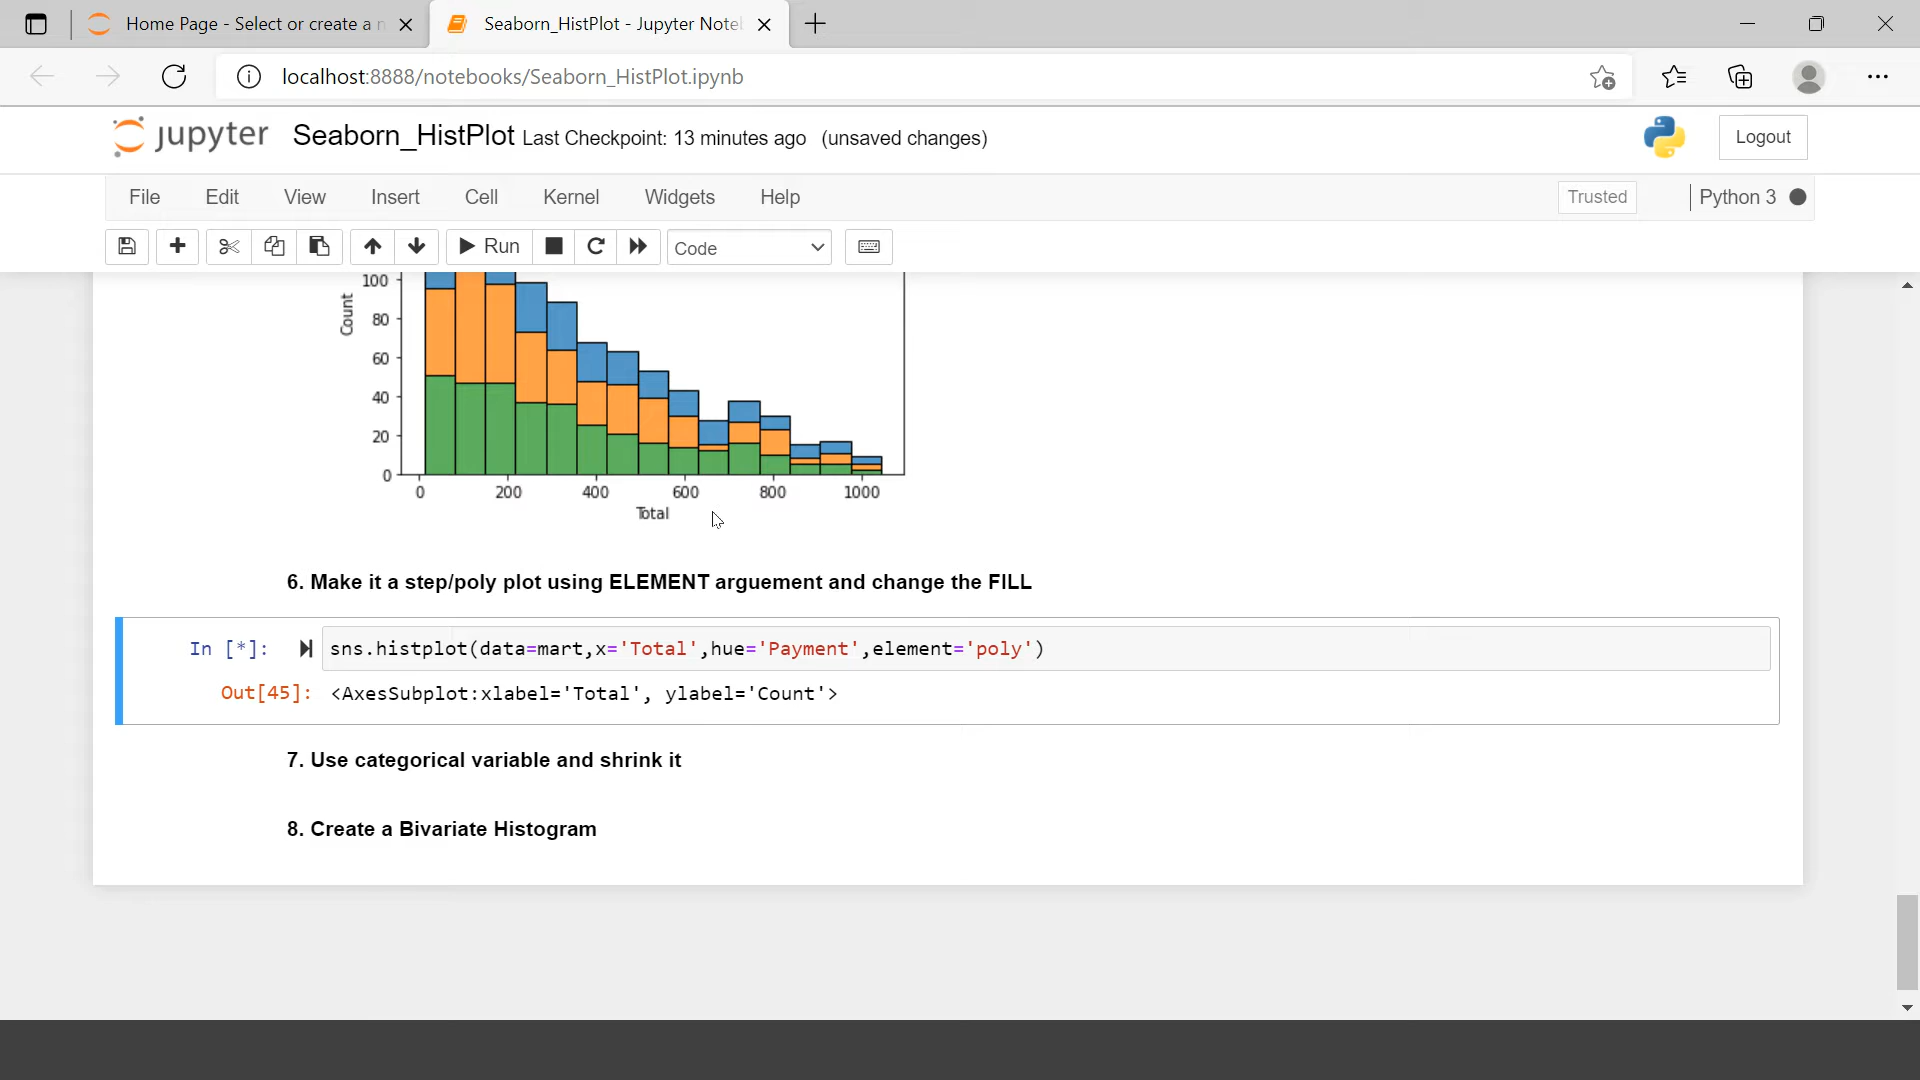 Home Page - Select or create a n
Seaborn_HistPlot - Jupyter Note
localhost:8888/notebooks/Seaborn_HistPlot.ipynb
jupyter Seaborn_HistPlot Last Checkpoint: 13 minutes ago (unsaved changes)
Logout
File Edit View Insert Cell Kernel Widgets Help
Trusted
Python 3
Run
Code
100
80
60
40
20
0
Count
0 200 400 600 800 1000
Total
6. Make it a step/poly plot using ELEMENT arguement and change the FILL
In [*]: sns.histplot(data=mart,x='Total',hue='Payment',element='poly')
Out[45]: <AxesSubplot:xlabel='Total', ylabel='Count'>
7. Use categorical variable and shrink it
8. Create a Bivariate Histogram